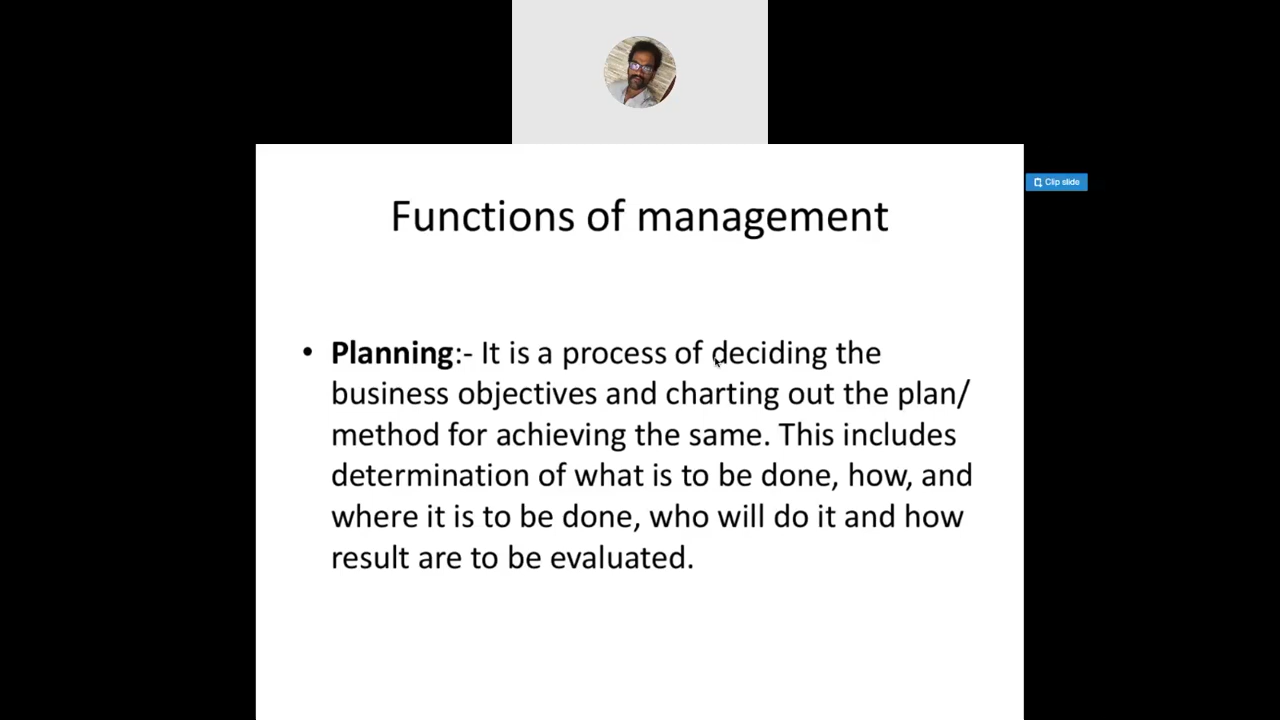 Clip slide
Functions of management
• Planning:- It is a process of deciding the
business objectives and charting out the plan/
method for achieving the same. This includes
determination of what is to be done, how, and
where it is to be done, who will do it and how
result are to be evaluated.